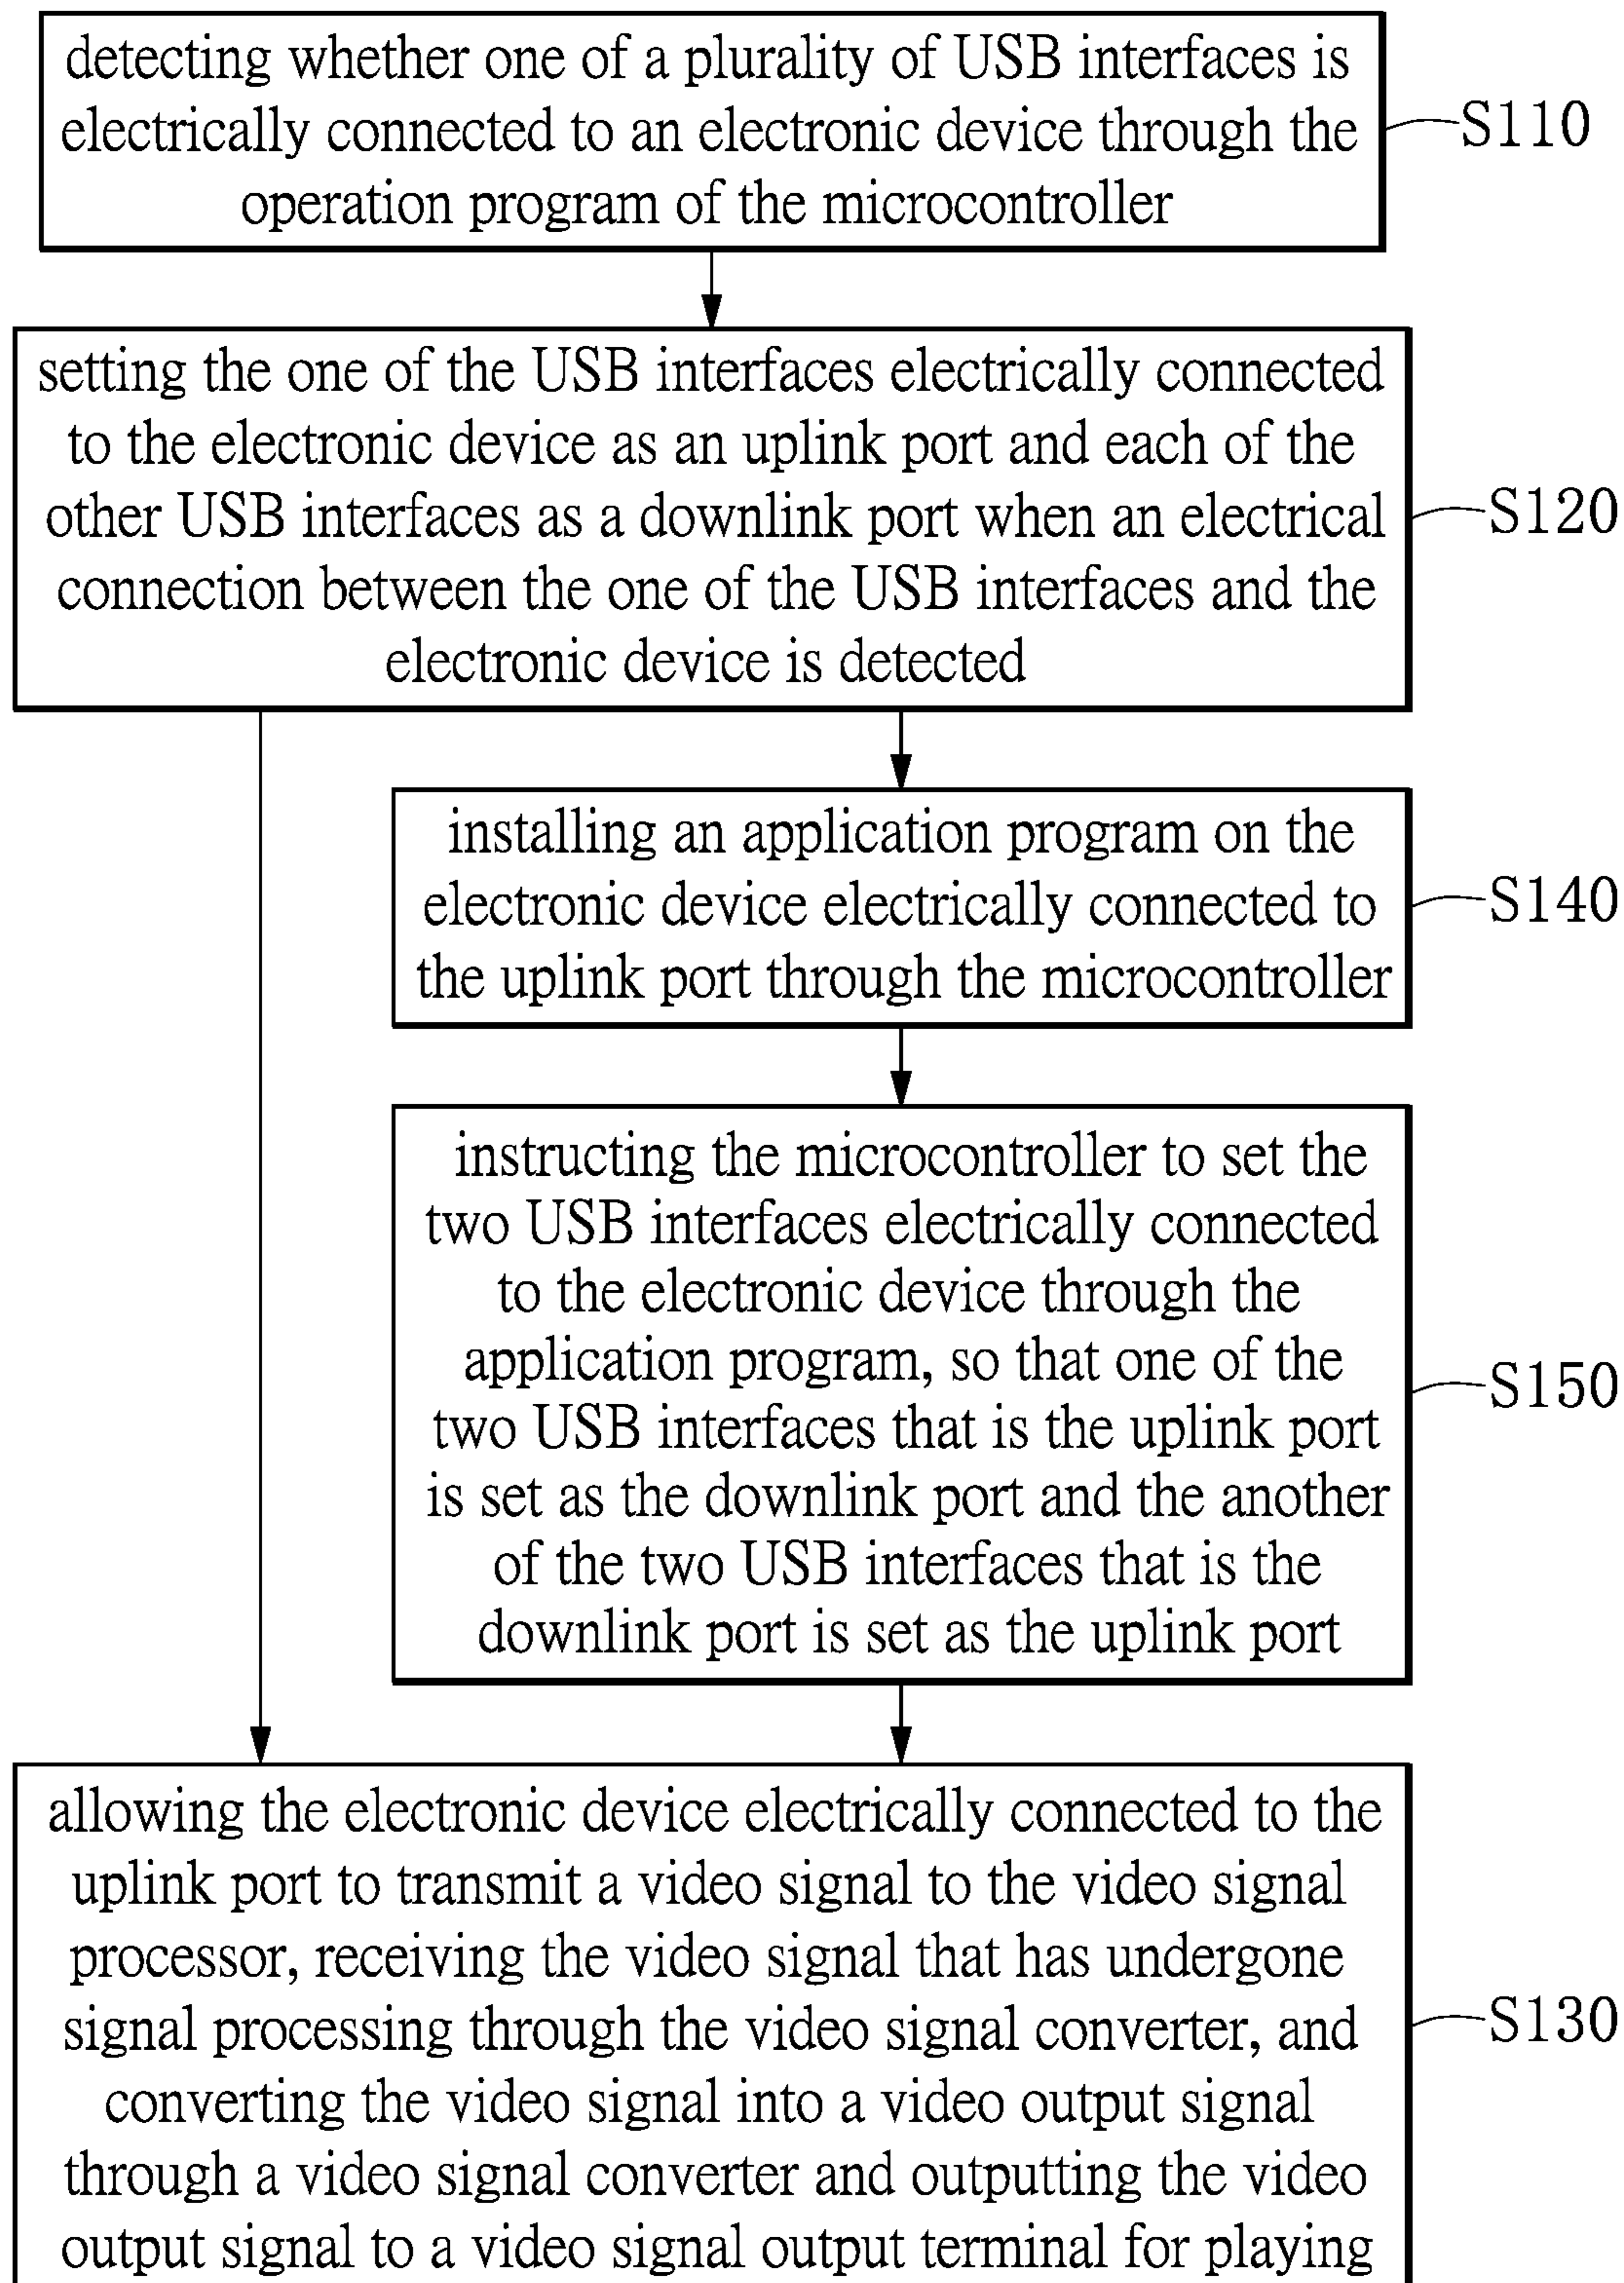 detecting whether one of a plurality of USB interfaces is
electrically connected to an electronic device through the
operation program of the microcontroller
S110
setting the one of the USB interfaces electrically connected
to the electronic device as an uplink port and each of the
other USB interfaces as a downlink port when an electrical
connection between the one of the USB interfaces and the
electronic device is detected
S120
installing an application program on the
electronic device electrically connected to
the uplink port through the microcontroller
S140
instructing the microcontroller to set the
two USB interfaces electrically connected
to the electronic device through the
application program, so that one of the
two USB interfaces that is the uplink port
is set as the downlink port and the another
of the two USB interfaces that is the
downlink port is set as the uplink port
S150
allowing the electronic device electrically connected to the
uplink port to transmit a video signal to the video signal
processor, receiving the video signal that has undergone
signal processing through the video signal converter, and
converting the video signal into a video output signal
through a video signal converter and outputting the video
output signal to a video signal output terminal for playing
S130